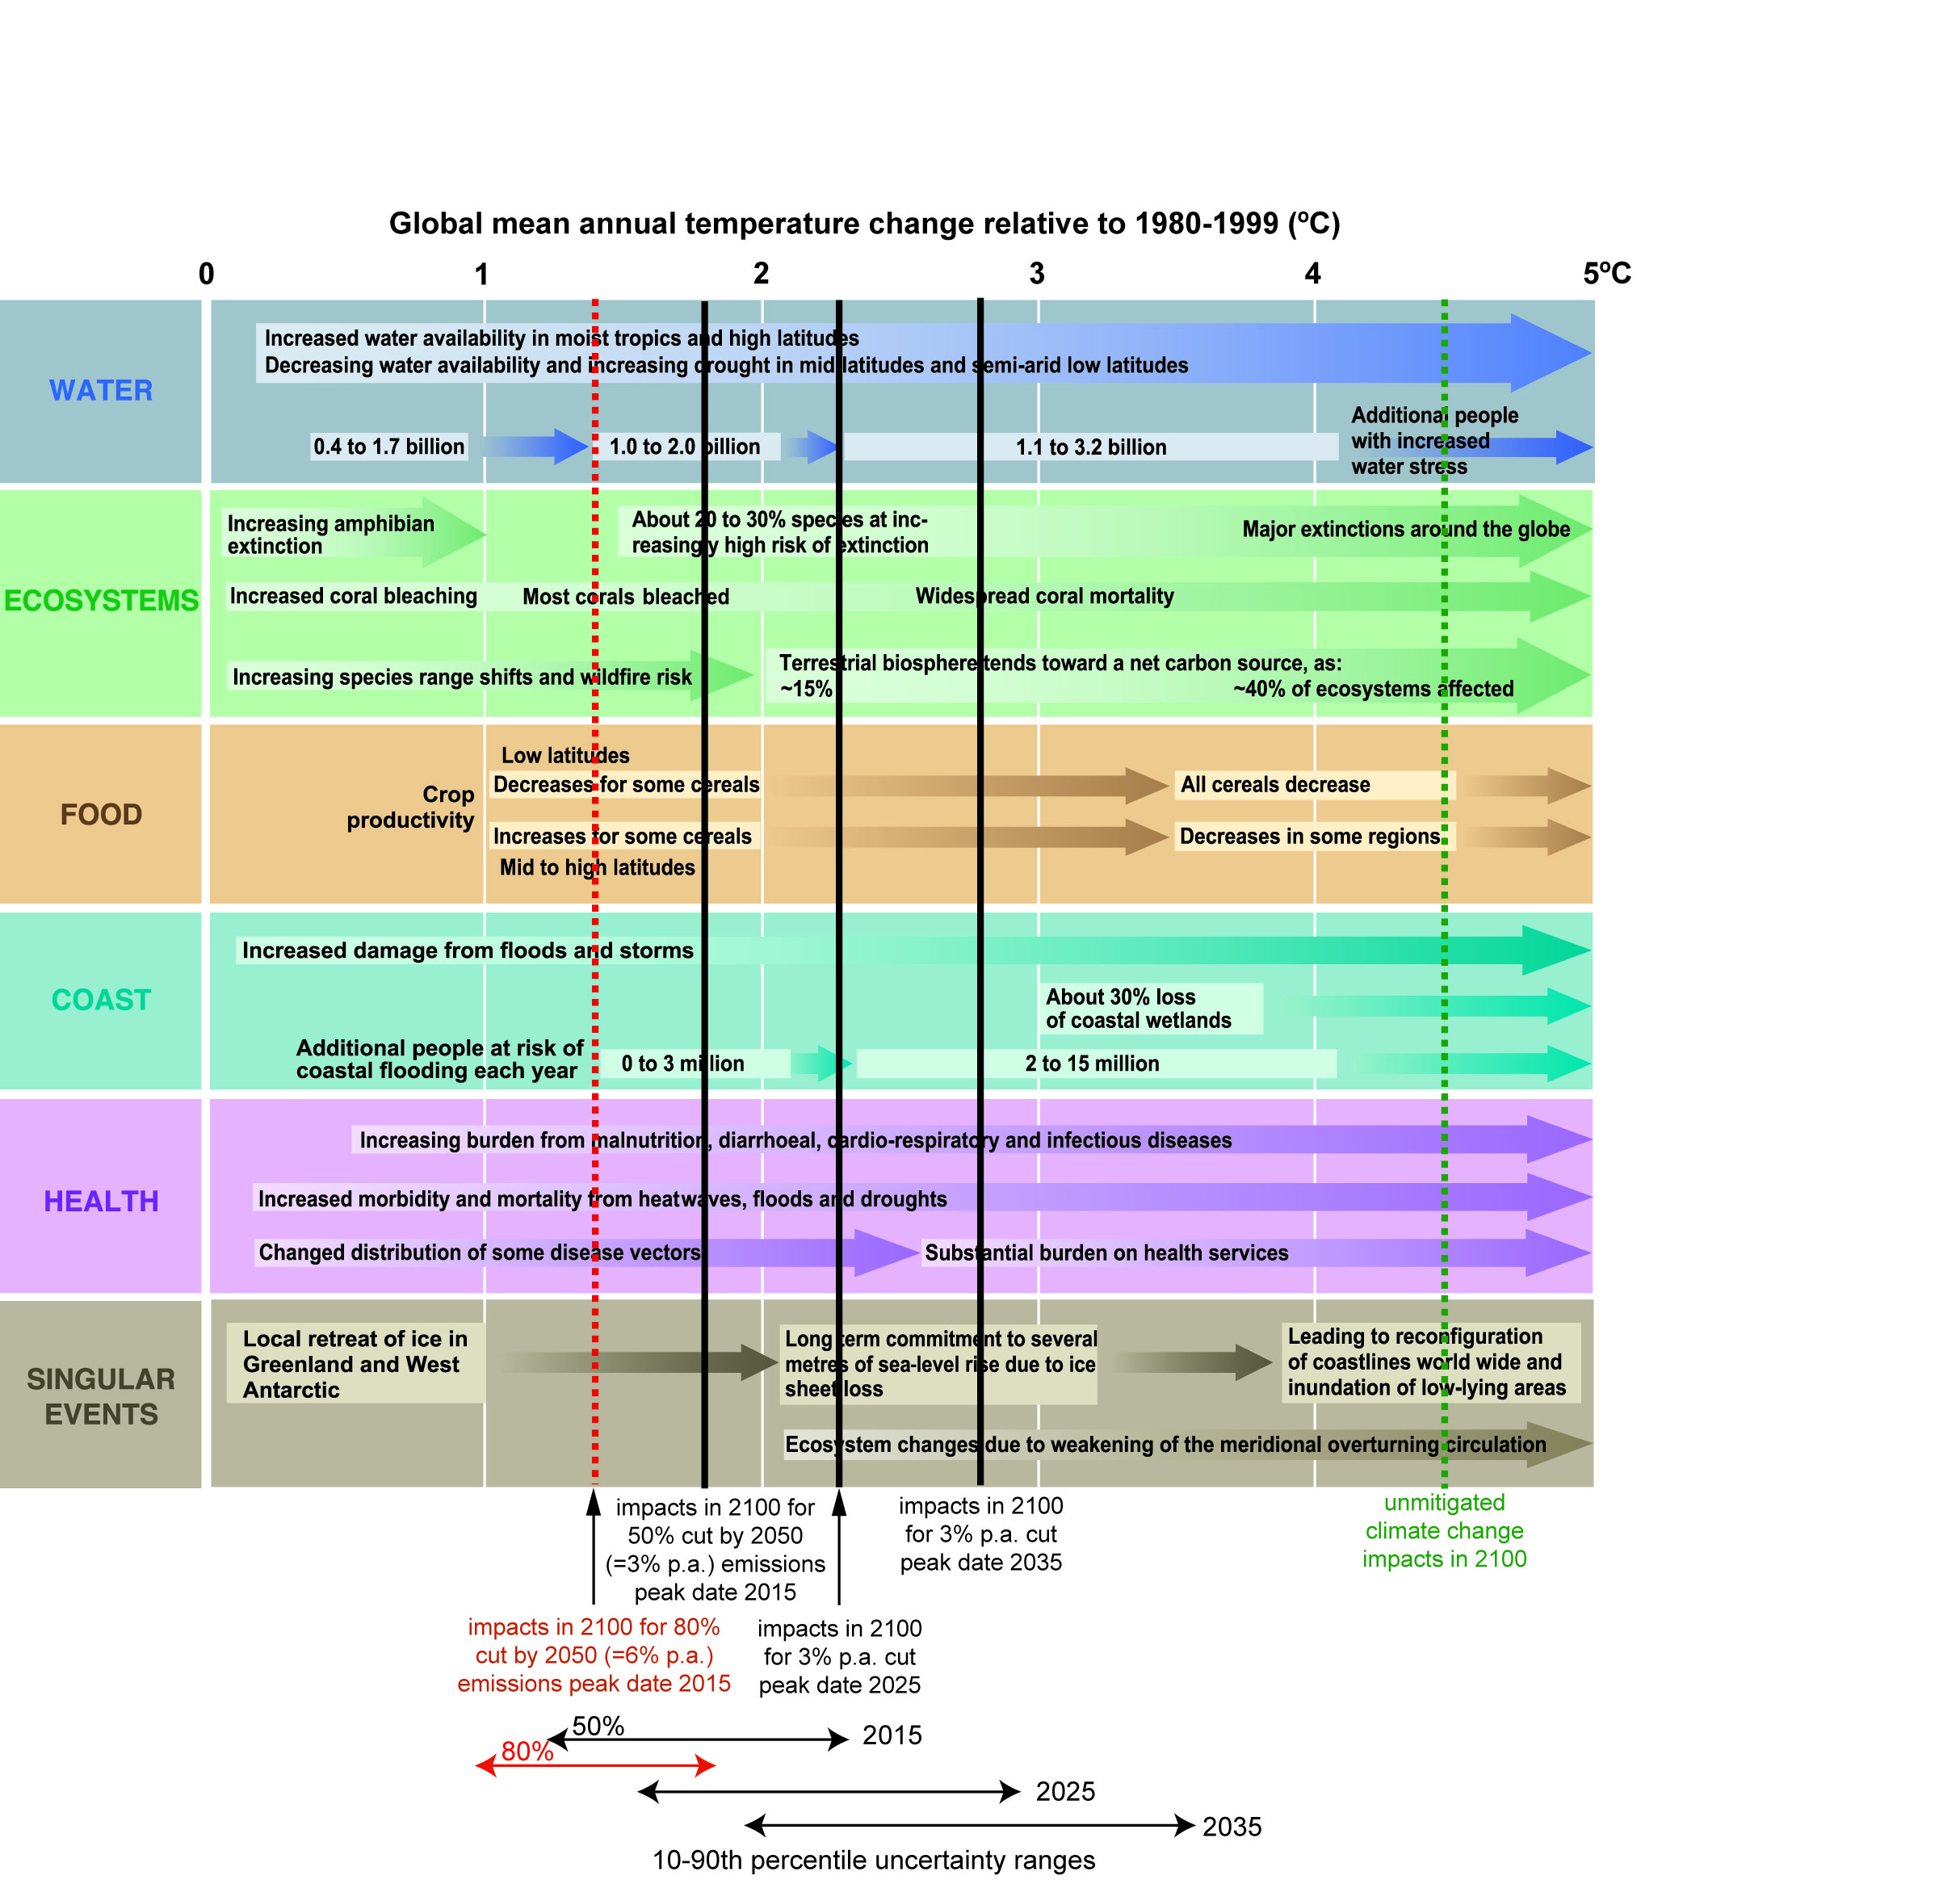 Global mean annual temperature change relative to 1980-1999 (ºC)
0 1 2 3 4 5ºC
WATER
Increased water availability in moist tropics and high latitudes
Decreasing water availability and increasing drought in mid-latitudes and semi-arid low latitudes
0.4 to 1.7 billion
1.0 to 2.0 billion
1.1 to 3.2 billion
Additional people
with increased
water stress
ECOSYSTEMS
Increasing amphibian
extinction
About 20 to 30% species at inc-
reasingly high risk of extinction
Major extinctions around the globe
Increased coral bleaching
Most corals bleached
Widespread coral mortality
Increasing species range shifts and wildfire risk
Terrestrial biosphere tends toward a net carbon source, as:
~15%
~40% of ecosystems affected
FOOD
Crop
productivity
Low latitudes
Decreases for some cereals
All cereals decrease
Increases for some cereals
Decreases in some regions
Mid to high latitudes
COAST
Increased damage from floods and storms
About 30% loss
of coastal wetlands
Additional people at risk of
coastal flooding each year
0 to 3 million
2 to 15 million
HEALTH
Increasing burden from malnutrition, diarrhoeal, cardio-respiratory and infectious diseases
Increased morbidity and mortality from heatwaves, floods and droughts
Changed distribution of some disease vectors
Substantial burden on health services
SINGULAR
EVENTS
Local retreat of ice in
Greenland and West
Antarctic
Long term commitment to several
metres of sea-level rise due to ice
sheet loss
Leading to reconfiguration
of coastlines world wide and
inundation of low-lying areas
Ecosystem changes due to weakening of the meridional overturning circulation
impacts in 2100 for
50% cut by 2050
(=3% p.a.) emissions
peak date 2015
impacts in 2100
for 3% p.a. cut
peak date 2035
unmitigated
climate change
impacts in 2100
impacts in 2100 for 80%
cut by 2050 (=6% p.a.)
emissions peak date 2015
impacts in 2100
for 3% p.a. cut
peak date 2025
50%
2015
80%
2025
2035
10-90th percentile uncertainty ranges